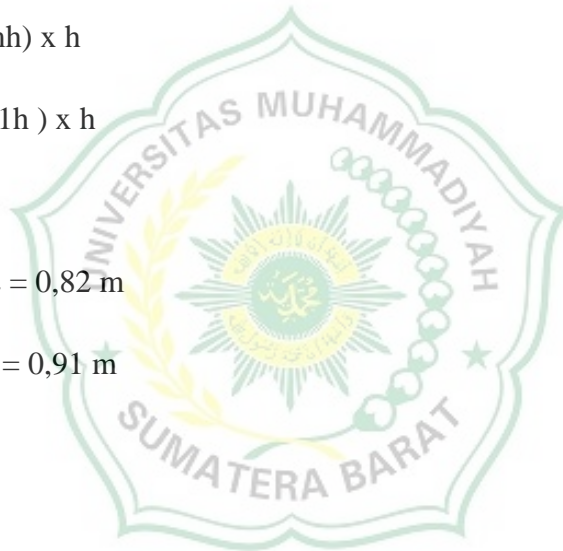 nh) x h
1h ) x h
= 0,82 m
= 0,91 m
UNIVERSITAS MUHAMMADIYAH
SUMATERA BARAT